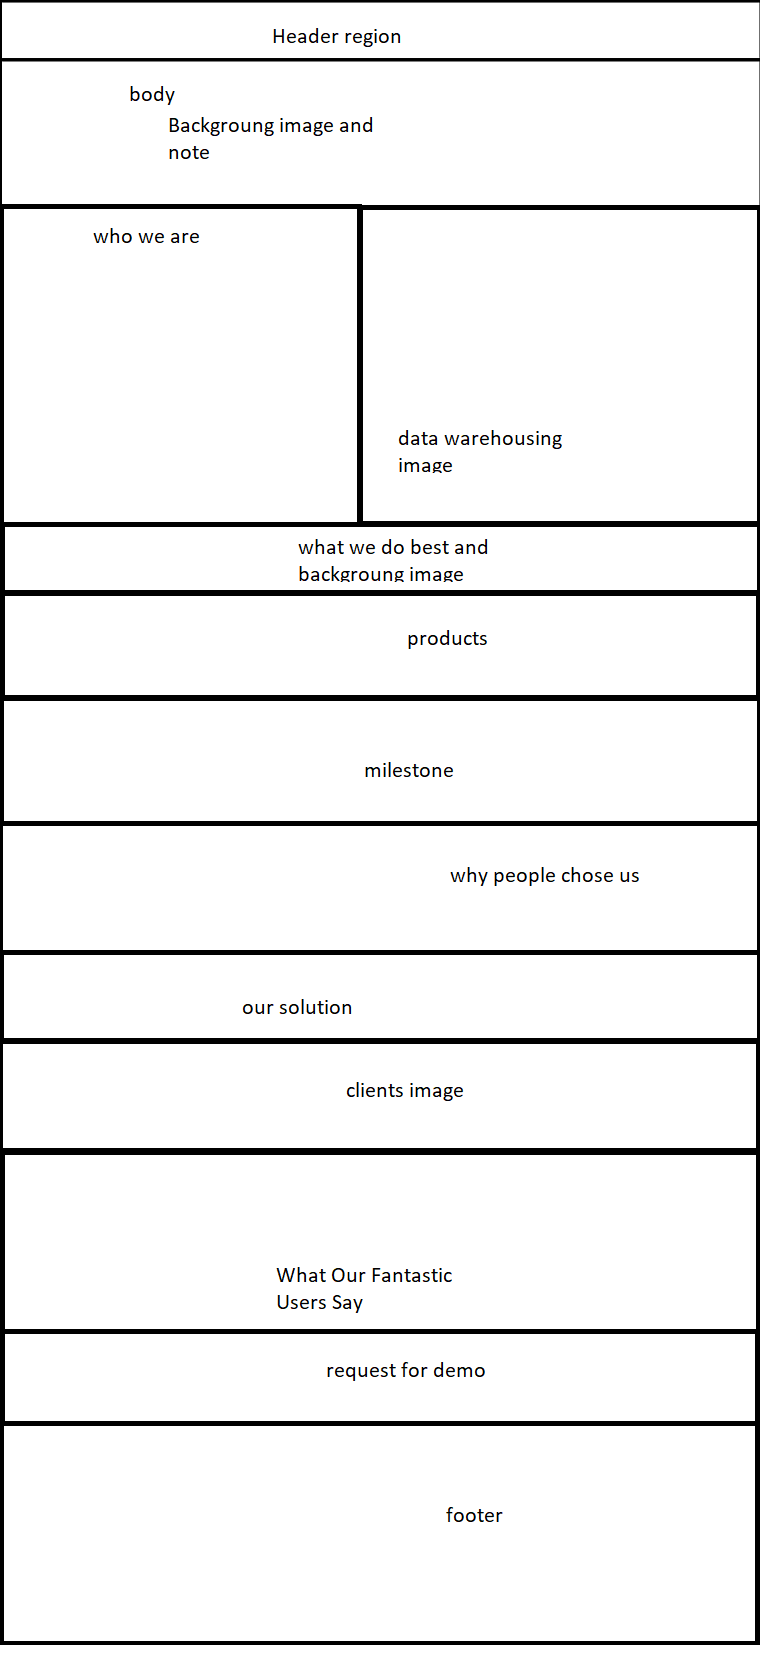 Header region
body
Backgroung image and
note
who we are
data warehousing
image
what we do best and
backgroung image
products
milestone
why people chose us
our solution
clients image
What Our Fantastic
Users Say
request for demo
footer